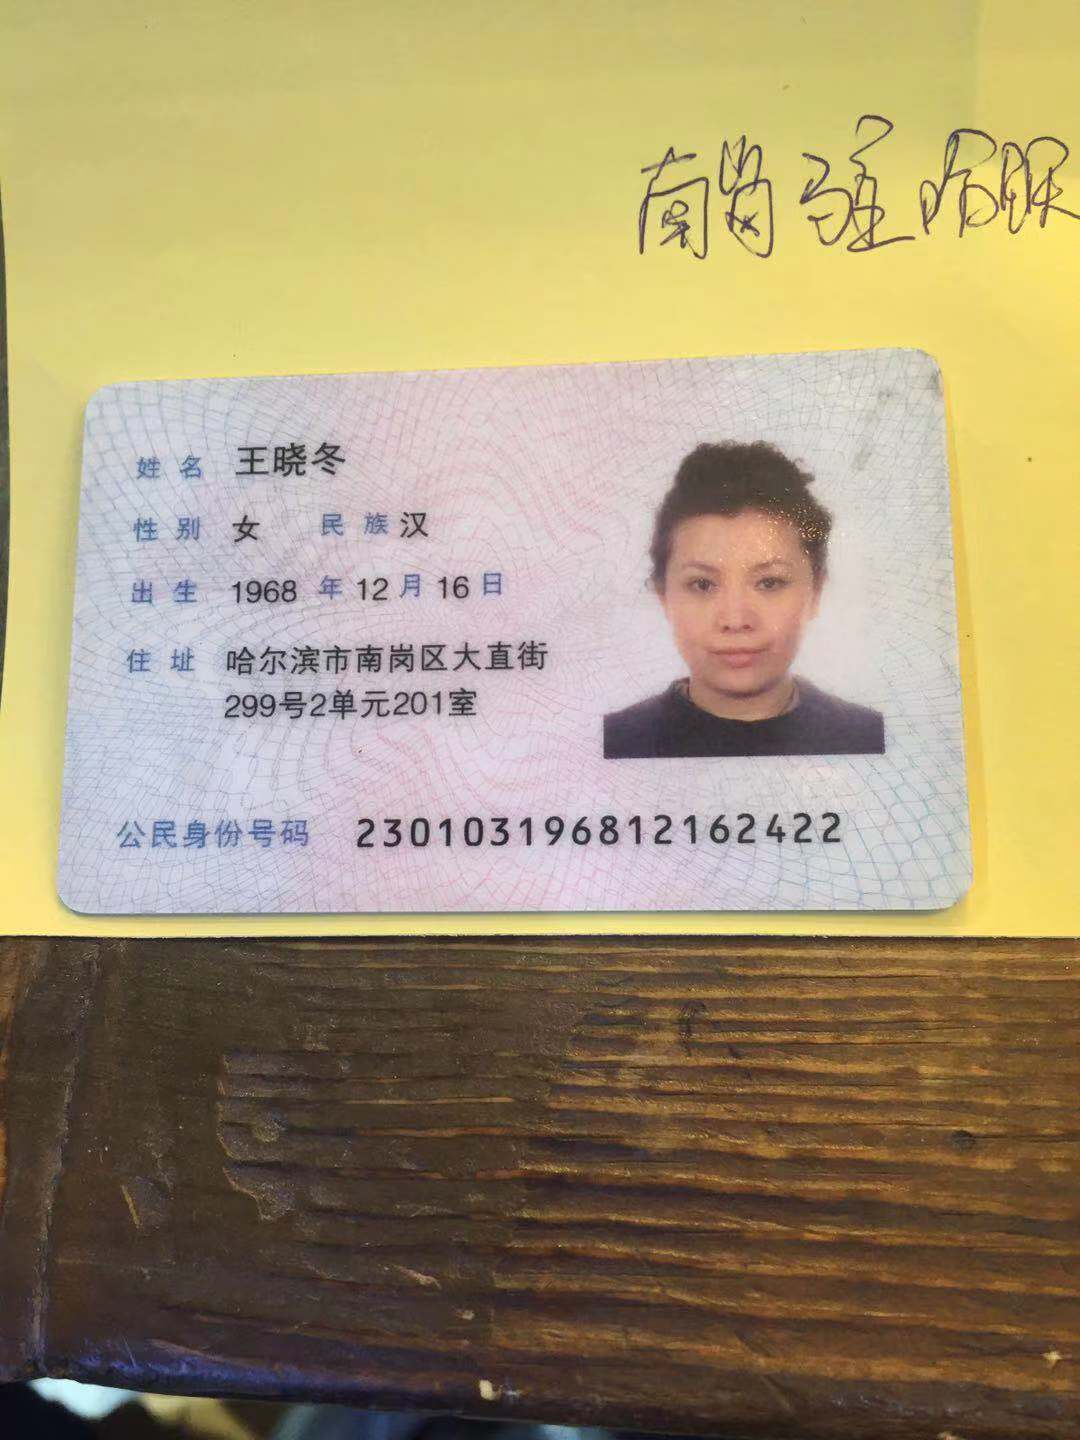 南岗
姓名 王晓冬
性别 女 民族 汉
出生 1968 年 12 月 16 日
住址 哈尔滨市南岗区大直街
299号2单元201室
公民身份号码 230103196812162422